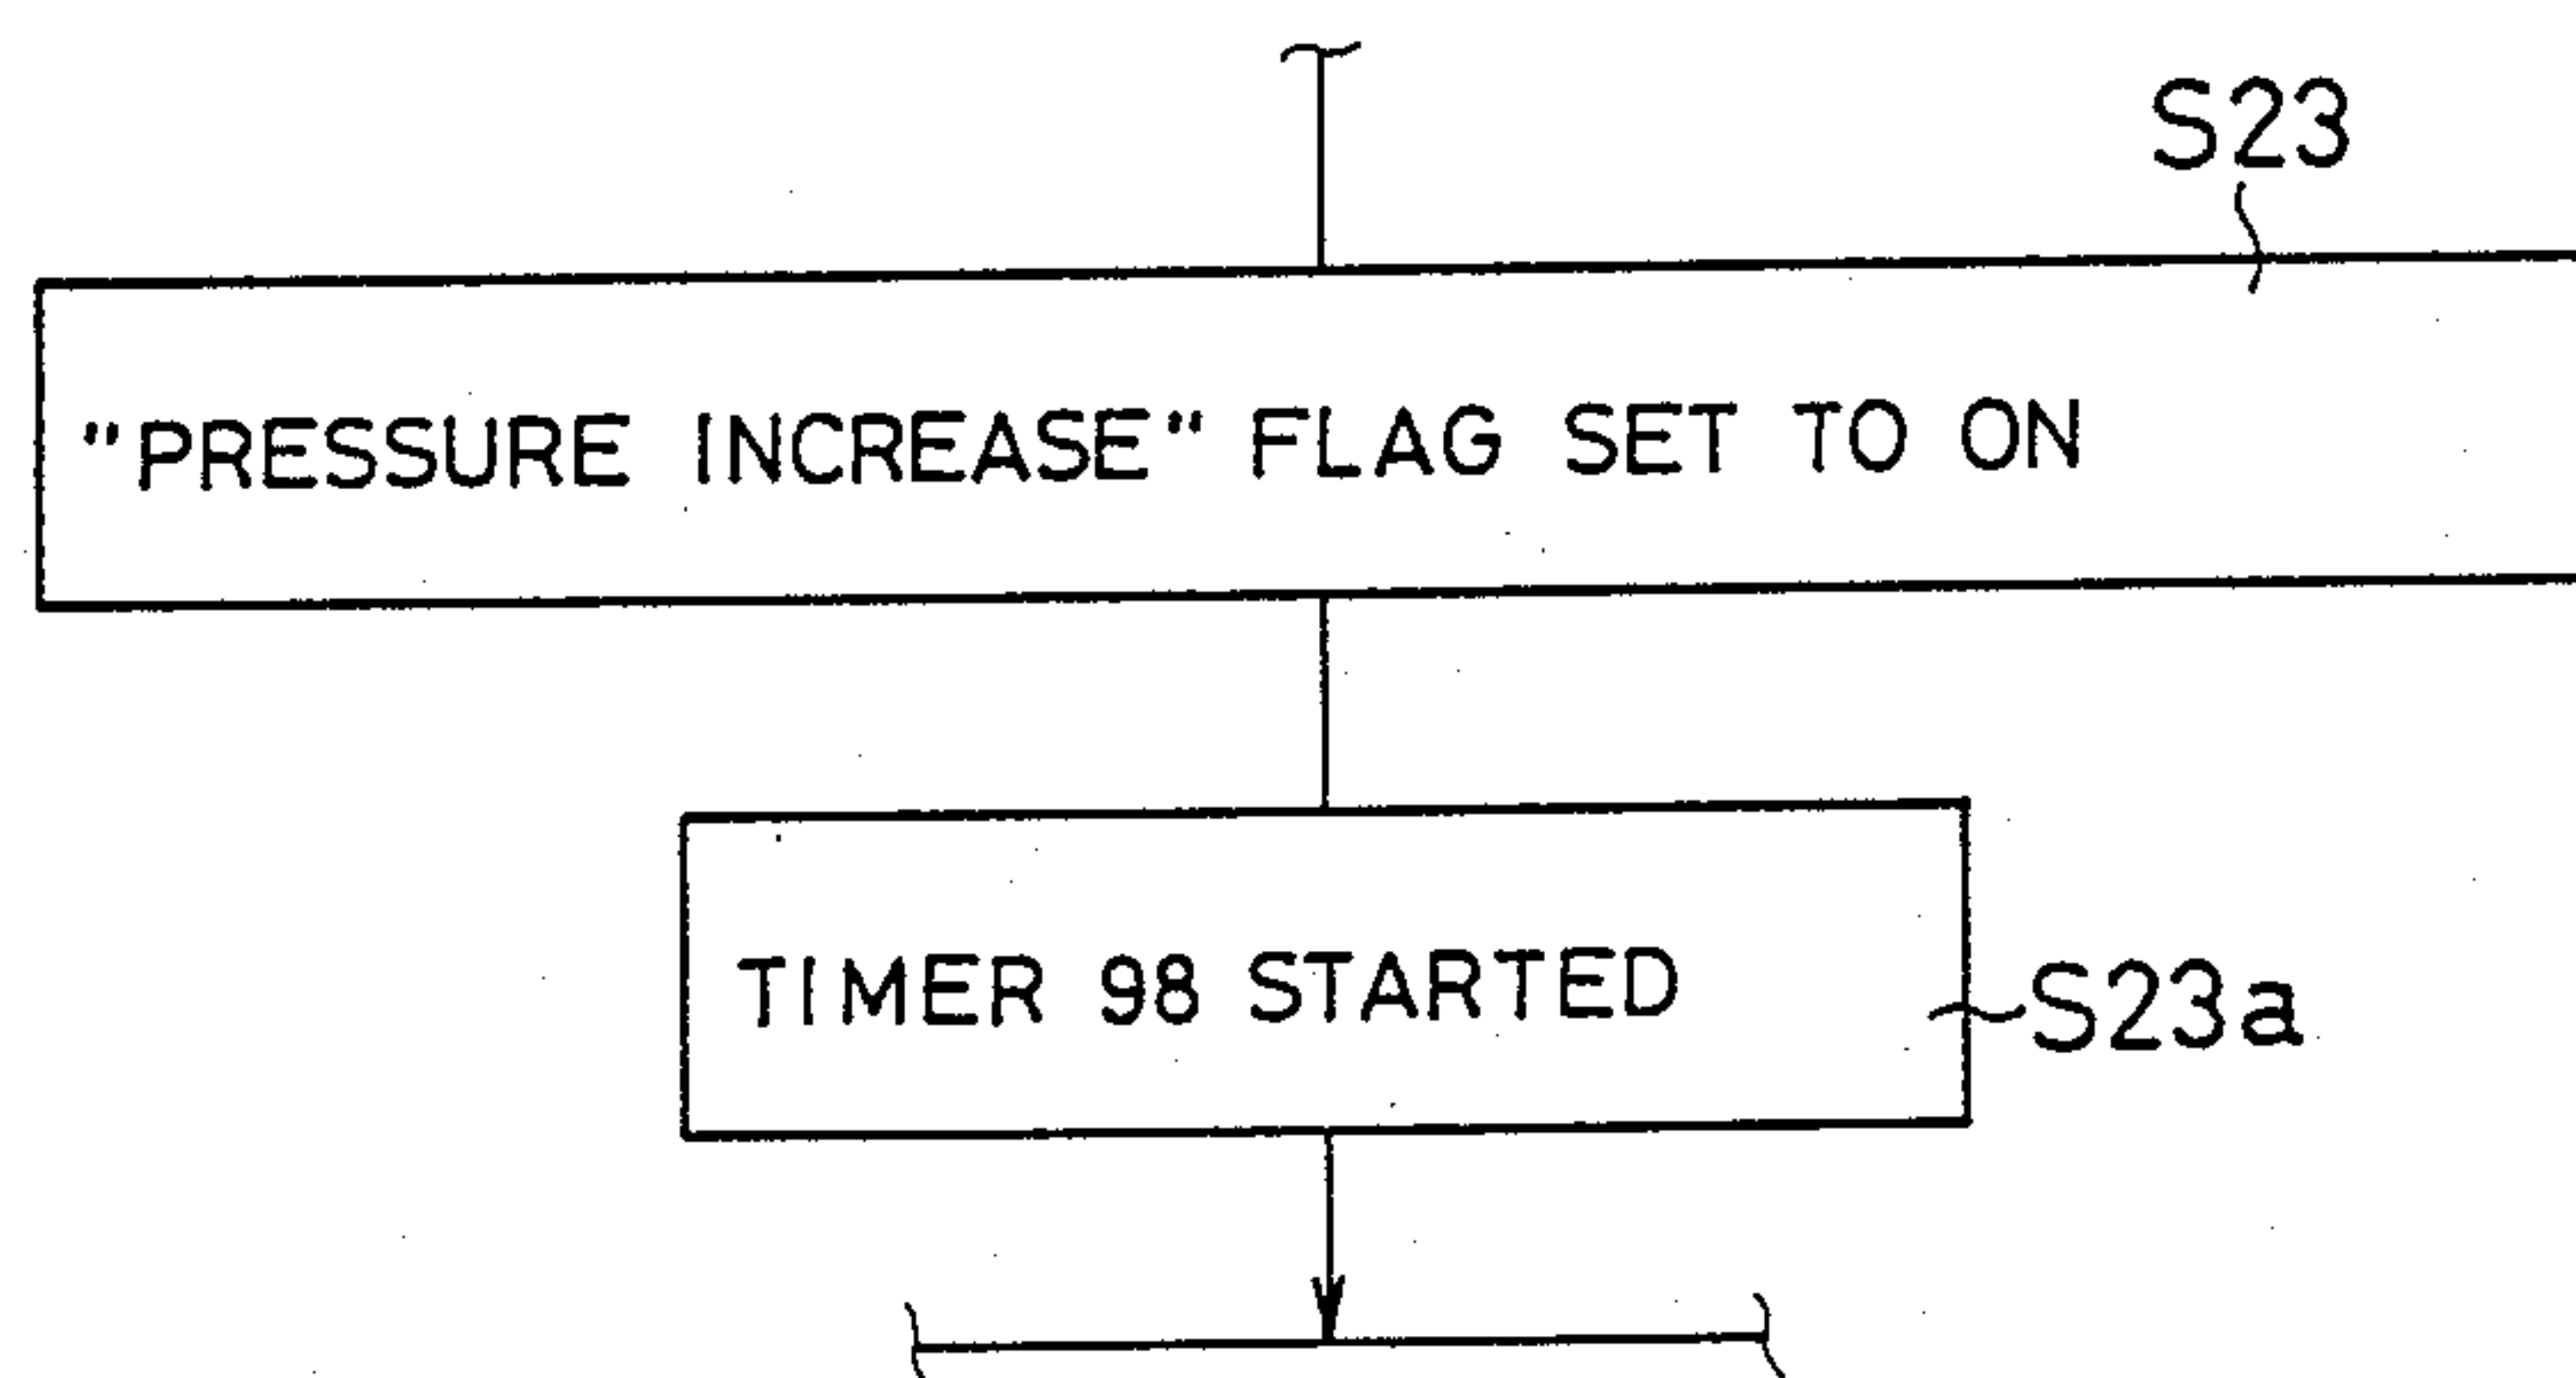 S23
"PRESSURE INCREASE" FLAG SET TO ON
TIMER 98 STARTED
S23a